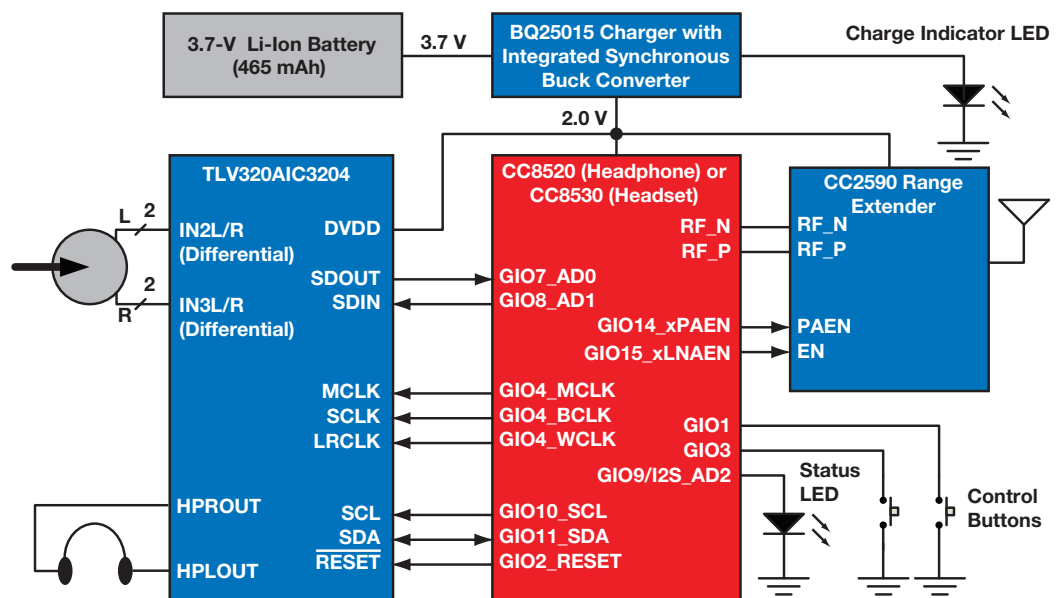 3.7-V Li-Ion Battery
(465 mAh)
3.7 V
BQ25015 Charger with
Integrated Synchronous
Buck Converter
Charge Indicator LED
2.0 V
TLV320AIC3204
L
2
IN2L/R
(Differential)
R
2
IN3L/R
(Differential)
DVDD
SDOUT
SDIN
MCLK
SCLK
LRCLK
HPROUT
HPLOUT
SCL
SDA
RESET
CC8520 (Headphone) or
CC8530 (Headset)
RF_N
RF_P
GIO7_AD0
GIO8_AD1
GIO14_xPAEN
GIO15_xLNAEN
GIO4_MCLK
GIO4_BCLK
GIO4_WCLK
GIO1
GIO3
GIO9/I2S_AD2
GIO10_SCL
GIO11_SDA
GIO2_RESET
CC2590 Range
Extender
RF_N
RF_P
PAEN
EN
Status
LED
Control
Buttons